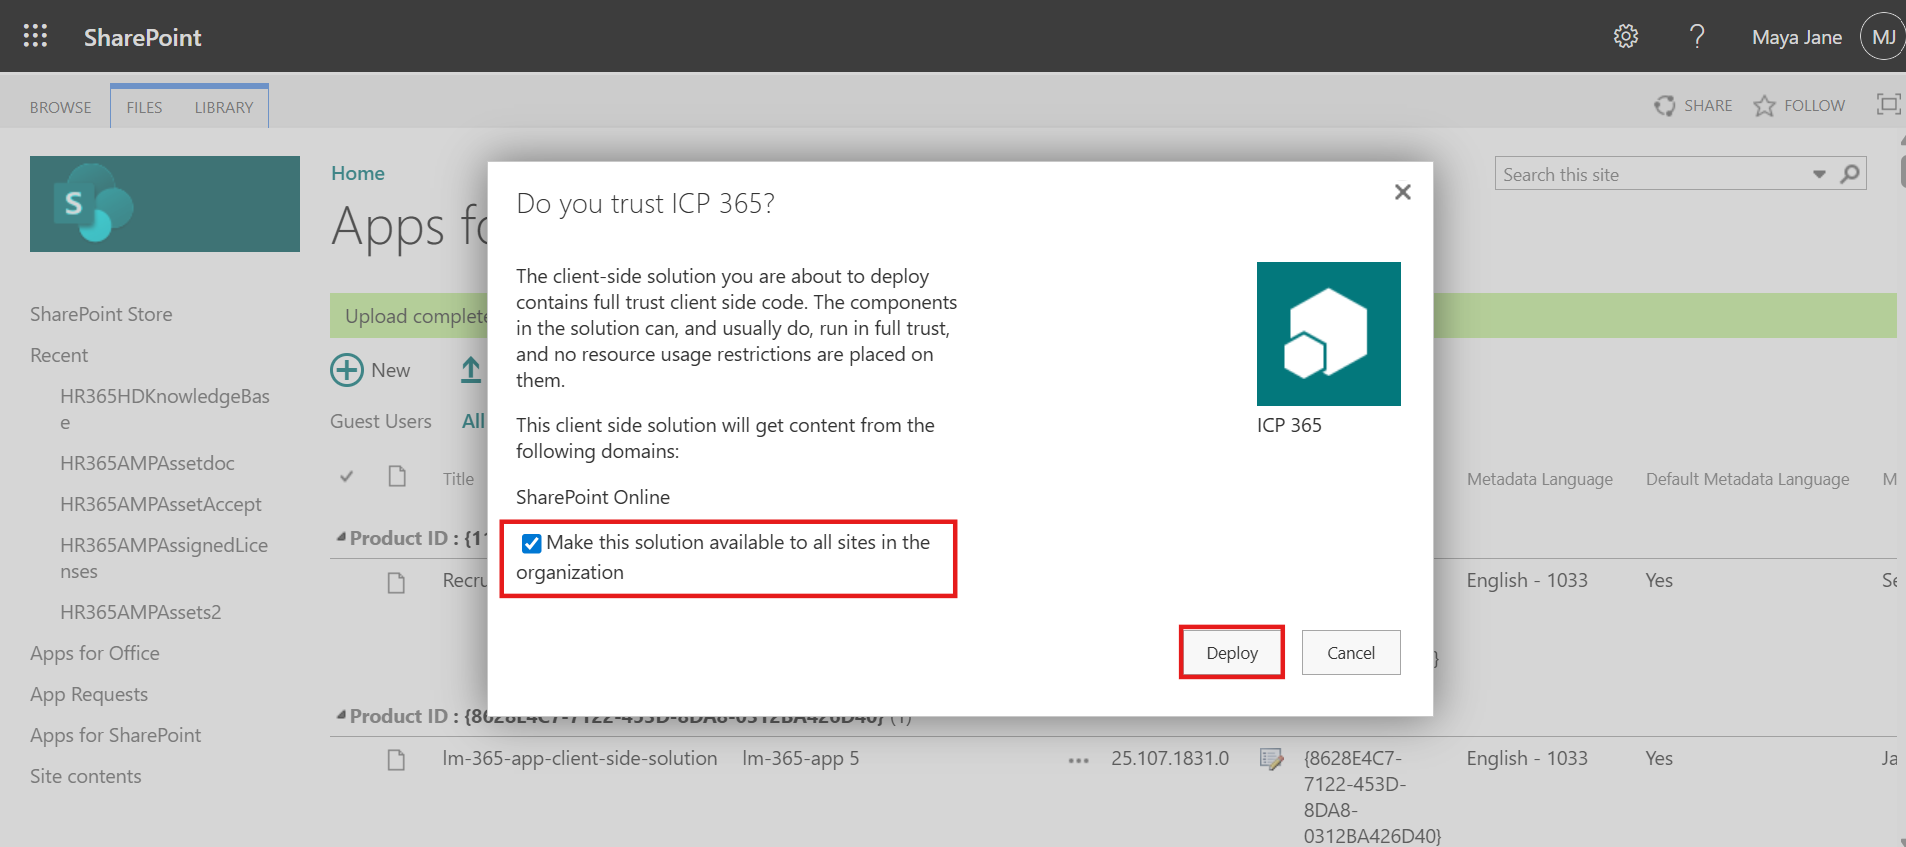 SharePoint
Maya Jane
MJ
BROWSE
FILES
LIBRARY
SHARE
FOLLOW
S
Home
Apps
Search this site
Do you trust ICP 365?
The client-side solution you are about to deploy
contains full trust client side code. The components
in the solution can, and usually do, run in full trust,
and no resource usage restrictions are placed on
them.
This client side solution will get content from the
following domains:
SharePoint Online
Make this solution available to all sites in the
organization
ICP 365
Deploy
Cancel
SharePoint Store
Recent
HR365HDKnowledgeBas
e
HR365AMPAssetdoc
HR365AMPAssetAccept
HR365AMPAssignedLice
nses
HR365AMPAssets2
Apps for Office
App Requests
Apps for SharePoint
Site contents
Upload complete
New
Guest Users
All
Title
Metadata Language
Default Metadata Language
M
Product ID : {1
Recru
English - 1033
Yes
Se
}
Product ID : {8628E4C7-7122-453D-8DA8-0312BA426D40} (1)
lm-365-app-client-side-solution
lm-365-app 5
...
25.107.1831.0
{8628E4C7-
7122-453D-
8DA8-
0312BA426D40}
English - 1033
Yes
Ja